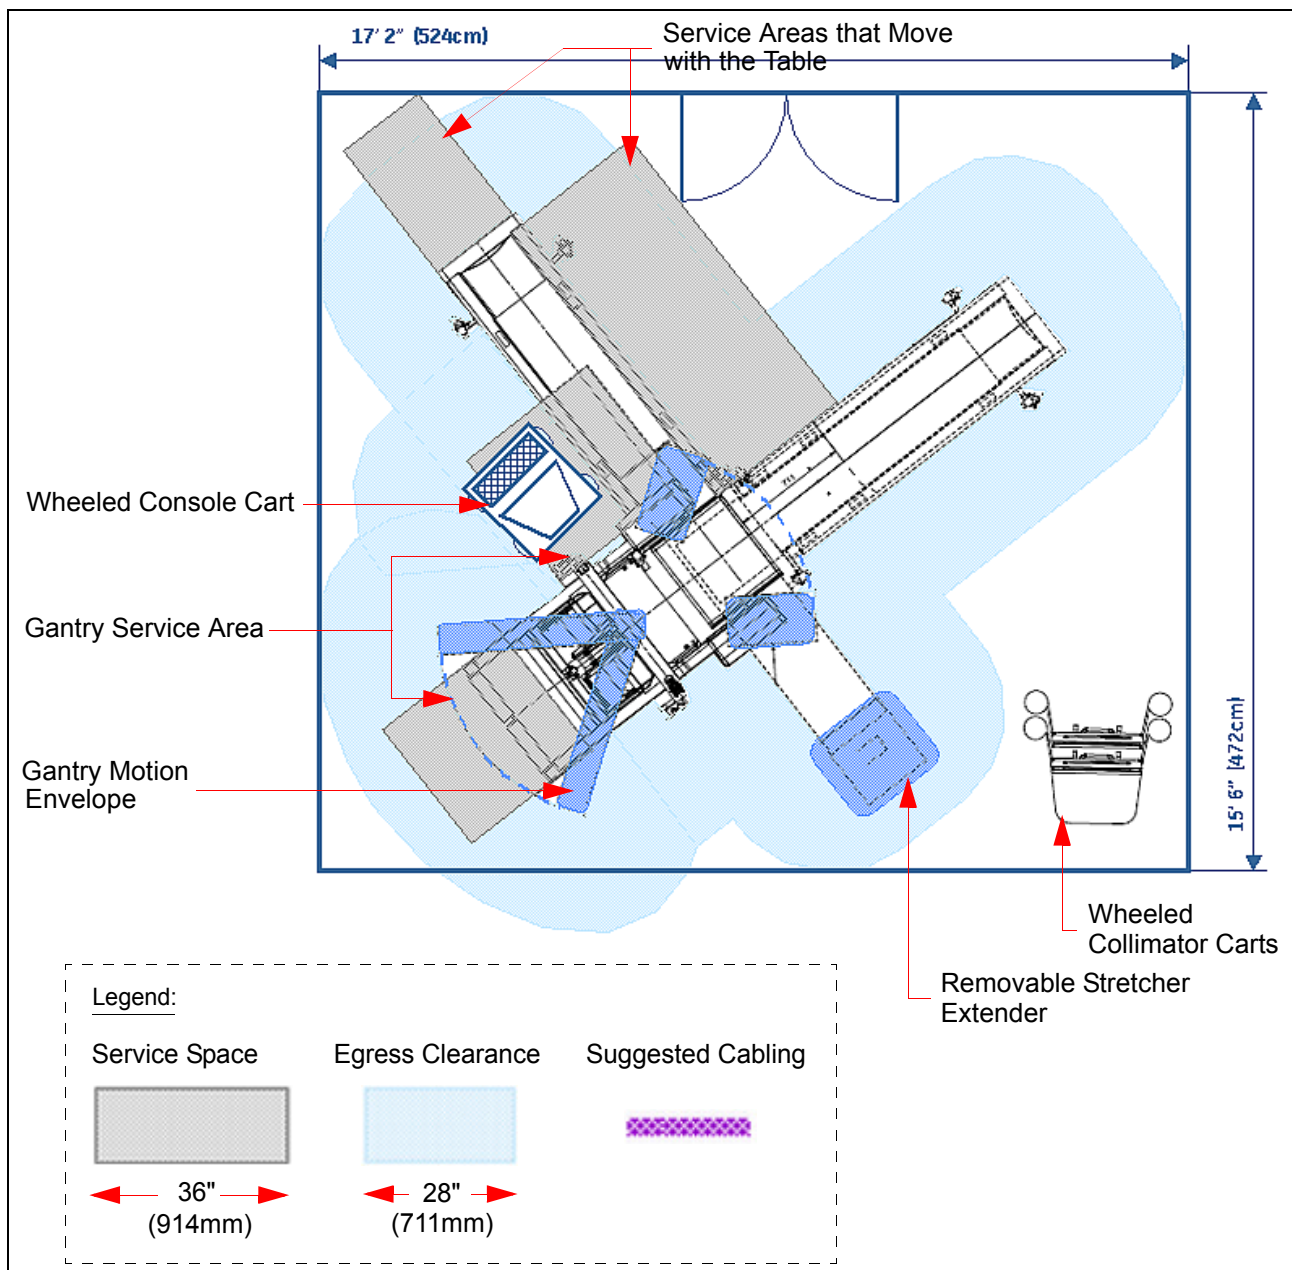 17' 2" (524cm)
Service Areas that Move
with the Table
Wheeled Console Cart
Gantry Service Area
Gantry Motion
Envelope
15' 6" (472cm)
Wheeled
Collimator Carts
Removable Stretcher
Extender
Legend:
Service Space
Egress Clearance
Suggested Cabling
36"
(914mm)
28"
(711mm)